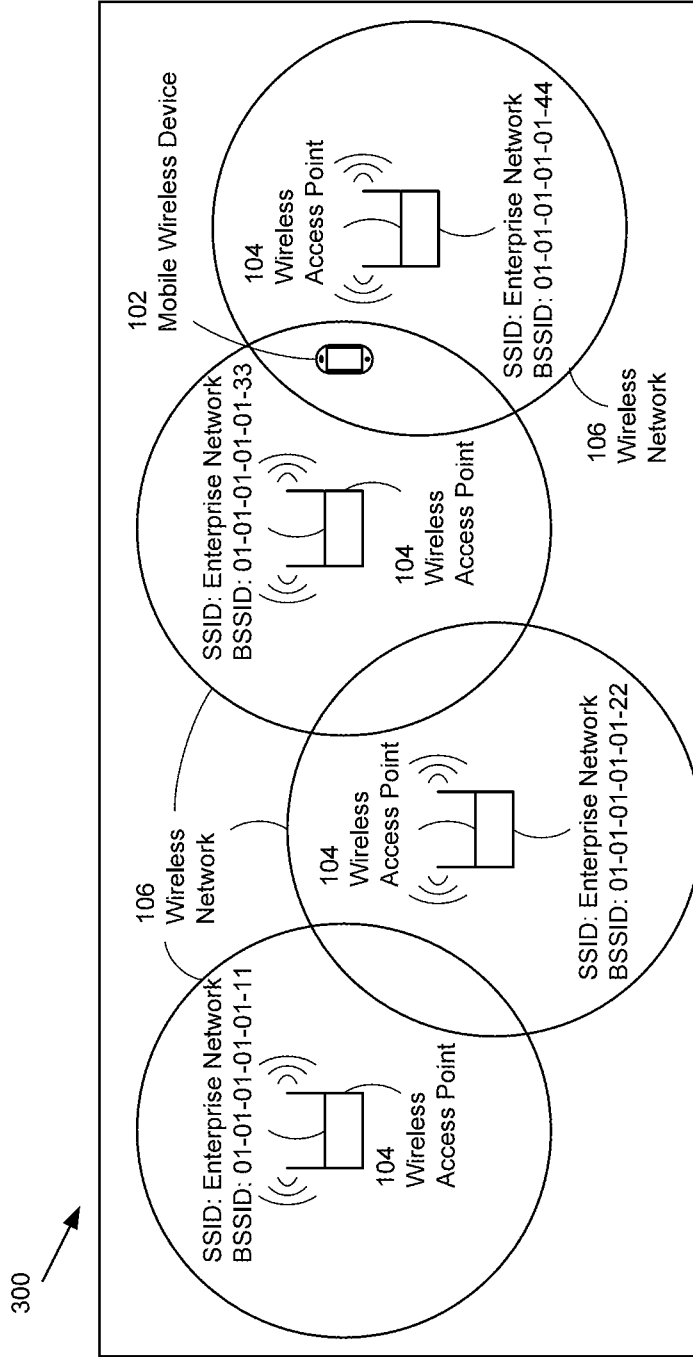 300
106
Wireless
Network
SSID: Enterprise Network
BSSID: 01-01-01-01-01-11
104
Wireless
Access Point
104
Wireless
Access Point
SSID: Enterprise Network
BSSID: 01-01-01-01-01-22
SSID: Enterprise Network
BSSID: 01-01-01-01-01-33
104
Wireless
Access Point
102
Mobile Wireless Device
104
Wireless
Access Point
SSID: Enterprise Network
BSSID: 01-01-01-01-01-44
106
Wireless
Network